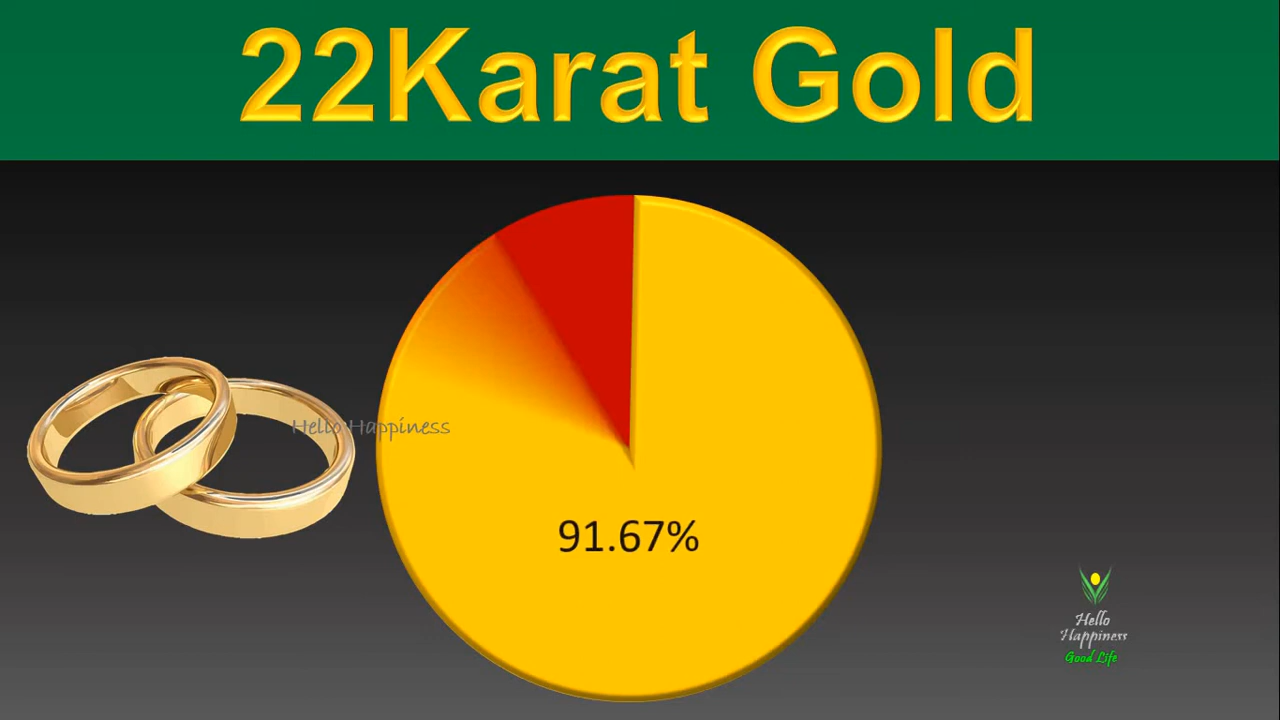 22Karat Gold
Hello Happiness
91.67%
Hello
Happiness
Good Life